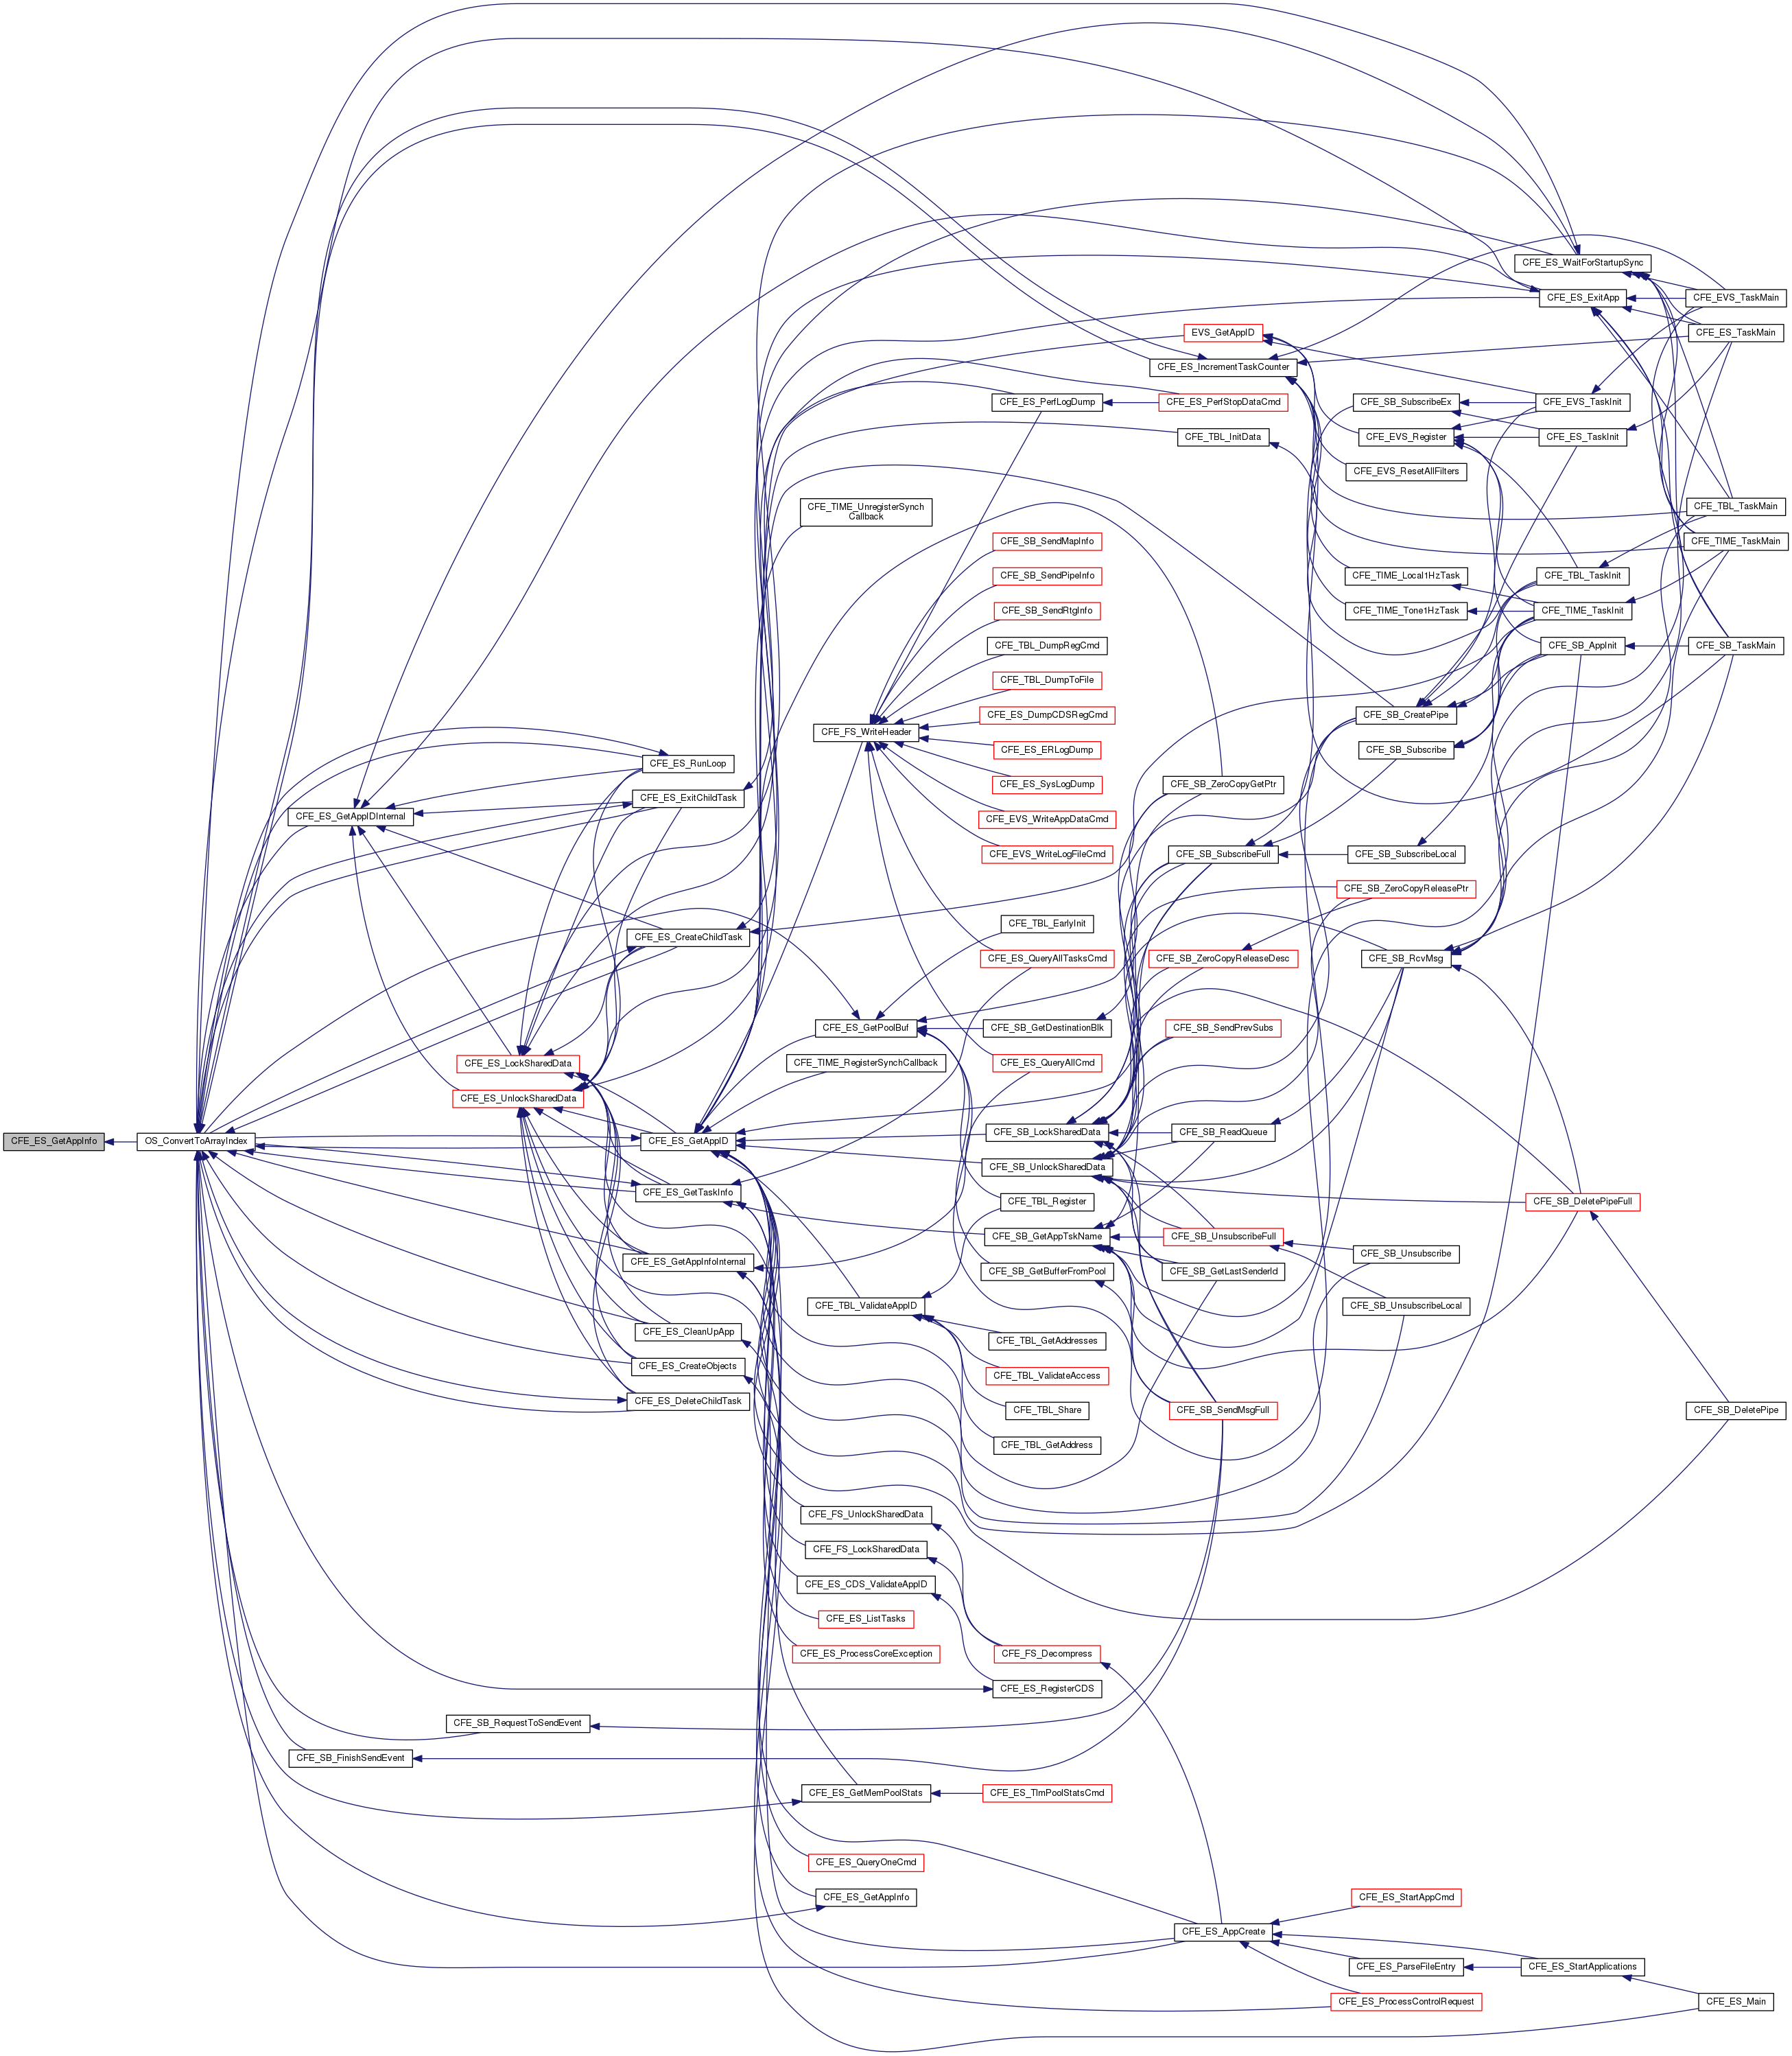 CFE_ES_WaitForStartupSync
CFE_ES_ExitApp
CFE_EVS_TaskMain
EVS_GetAppID
CFE_ES_TaskMain
CFE_ES_IncrementTaskCounter
CFE_ES_PerfLogDump
CFE_ES_PerfStopDataCmd
CFE_SB_SubscribeEx
CFE_EVS_TaskInit
CFE_TBL_InitData
CFE_EVS_Register
CFE_ES_TaskInit
CFE_EVS_ResetAllFilters
CFE_TIME_UnregisterSynch
Callback
CFE_TBL_TaskMain
CFE_SB_SendMapInfo
CFE_TIME_TaskMain
CFE_SB_SendPipeInfo
CFE_TIME_Local1HzTask
CFE_TBL_TaskInit
CFE_SB_SendRtgInfo
CFE_TIME_Tone1HzTask
CFE_TIME_TaskInit
CFE_TBL_DumpRegCmd
CFE_SB_AppInit
CFE_SB_TaskMain
CFE_TBL_DumpToFile
CFE_ES_DumpCDSRegCmd
CFE_SB_CreatePipe
CFE_FS_WriteHeader
CFE_ES_ERLogDump
CFE_SB_Subscribe
CFE_ES_RunLoop
CFE_ES_SysLogDump
CFE_SB_ZeroCopyGetPtr
CFE_ES_ExitChildTask
CFE_ES_GetAppIDInternal
CFE_EVS_WriteAppDataCmd
CFE_EVS_WriteLogFileCmd
CFE_SB_SubscribeFull
CFE_SB_SubscribeLocal
CFE_SB_ZeroCopyReleasePtr
CFE_TBL_EarlyInit
CFE_ES_CreateChildTask
CFE_ES_QueryAllTasksCmd
CFE_SB_ZeroCopyReleaseDesc
CFE_SB_RcvMsg
CFE_ES_GetPoolBuf
CFE_SB_GetDestinationBlk
CFE_SB_SendPrevSubs
CFE_ES_LockSharedData
CFE_TIME_RegisterSynchCallback
CFE_ES_QueryAllCmd
CFE_ES_UnlockSharedData
CFE_ES_GetAppInfo
OS_ConvertToArrayIndex
CFE_ES_GetAppID
CFE_SB_LockSharedData
CFE_SB_ReadQueue
CFE_SB_UnlockSharedData
CFE_ES_GetTaskInfo
CFE_TBL_Register
CFE_SB_DeletePipeFull
CFE_SB_GetAppTskName
CFE_SB_UnsubscribeFull
CFE_SB_Unsubscribe
CFE_ES_GetAppInfoInternal
CFE_SB_GetBufferFromPool
CFE_SB_GetLastSenderId
CFE_TBL_ValidateAppID
CFE_SB_UnsubscribeLocal
CFE_ES_CleanUpApp
CFE_TBL_GetAddresses
CFE_ES_CreateObjects
CFE_TBL_ValidateAccess
CFE_ES_DeleteChildTask
CFE_TBL_Share
CFE_SB_SendMsgFull
CFE_SB_DeletePipe
CFE_TBL_GetAddress
CFE_FS_UnlockSharedData
CFE_FS_LockSharedData
CFE_ES_CDS_ValidateAppID
CFE_ES_ListTasks
CFE_ES_ProcessCoreException
CFE_FS_Decompress
CFE_ES_RegisterCDS
CFE_SB_RequestToSendEvent
CFE_SB_FinishSendEvent
CFE_ES_GetMemPoolStats
CFE_ES_TlmPoolStatsCmd
CFE_ES_QueryOneCmd
CFE_ES_GetAppInfo
CFE_ES_StartAppCmd
CFE_ES_AppCreate
CFE_ES_ParseFileEntry
CFE_ES_StartApplications
CFE_ES_ProcessControlRequest
CFE_ES_Main